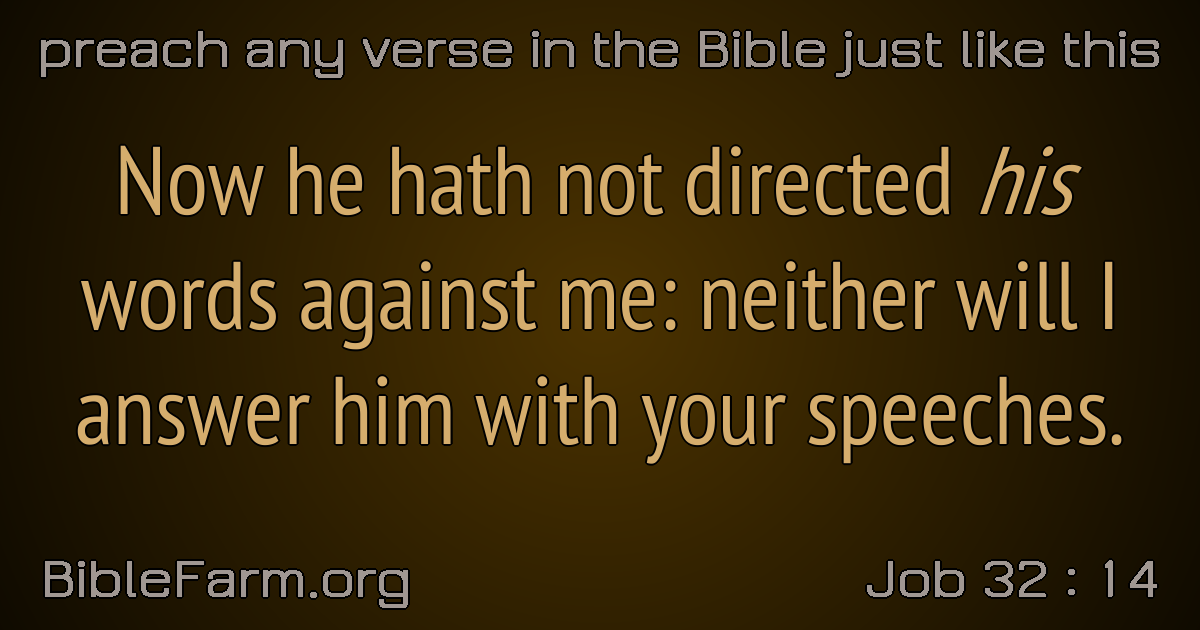 preach any verse in the Bible just like this
Now he hath not directed his
words against me: neither will I
answer him with your speeches.
BibleFarm.org
Job 32 : 14